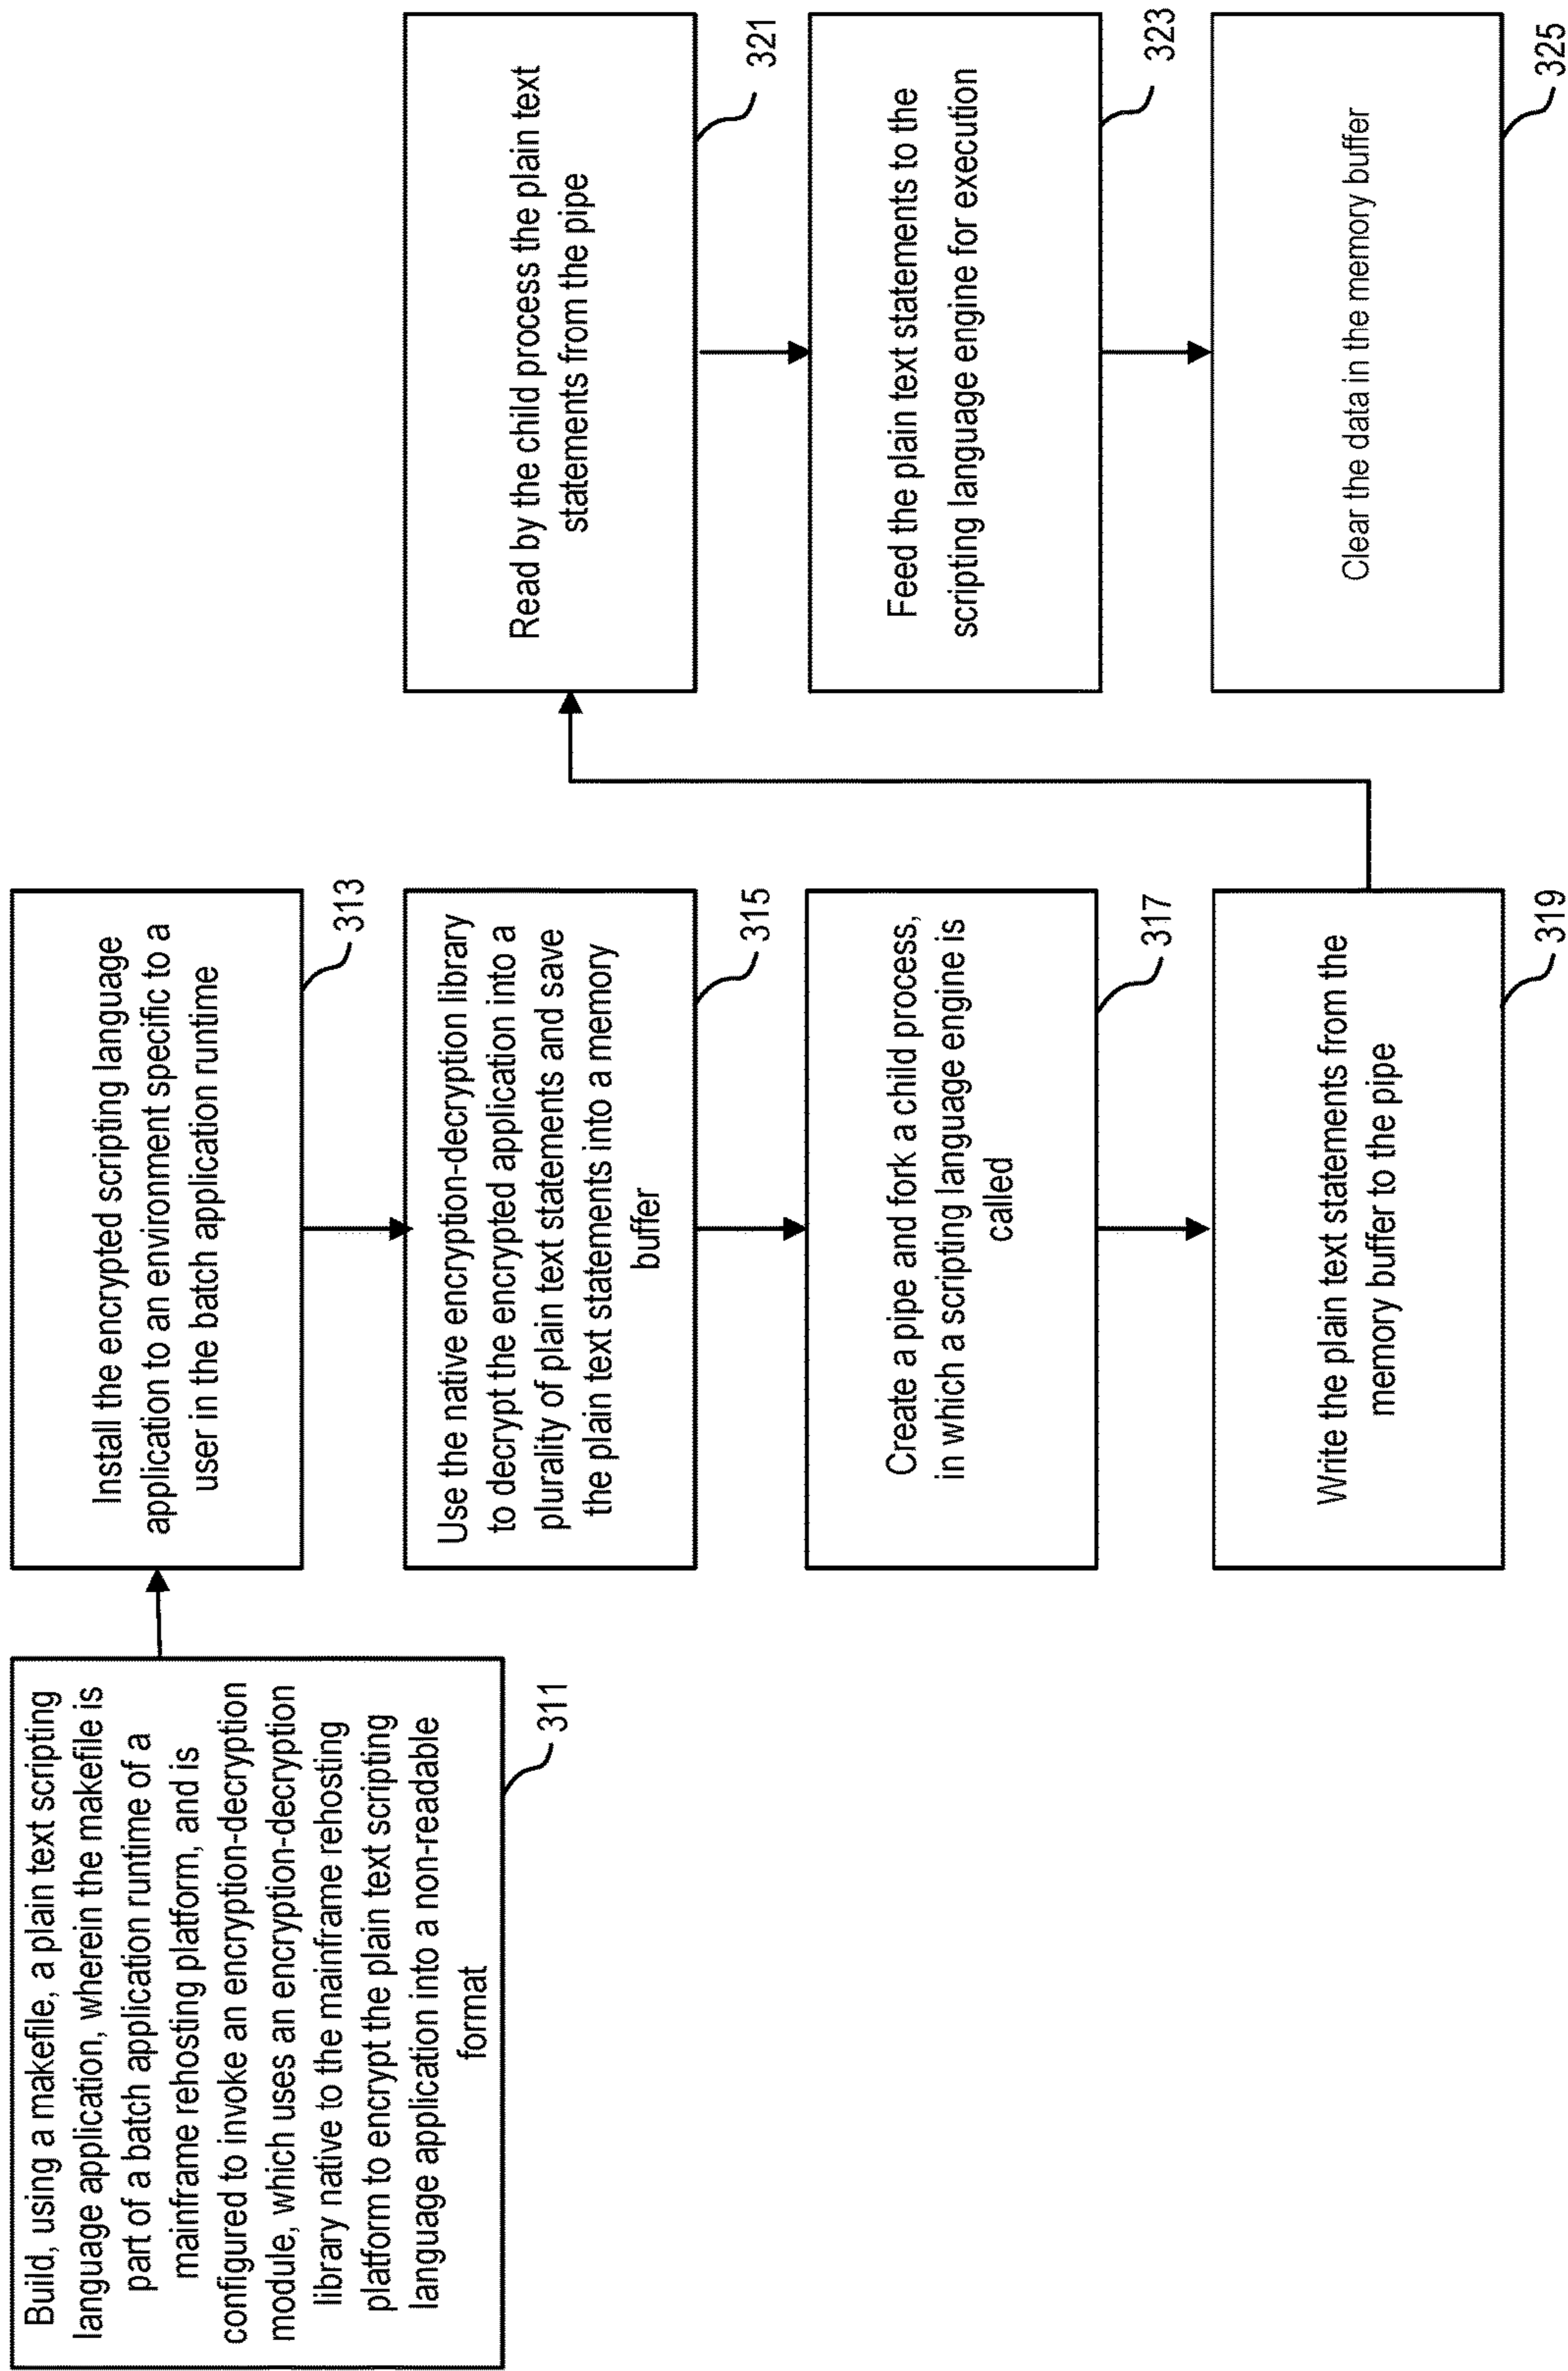 Build, using a makefile, a plain text scripting
language application, wherein the makefile is
part of a batch application runtime of a
mainframe rehosting platform, and is
configured to invoke an encryption-decryption
module, which uses an encryption-decryption
library native to the mainframe rehosting
platform to encrypt the plain text scripting
language application into a non-readable
format
311
Install the encrypted scripting language
application to an environment specific to a
user in the batch application runtime
313
Use the native encryption-decryption library
to decrypt the encrypted application into a
plurality of plain text statements and save
the plain text statements into a memory
buffer
315
Create a pipe and fork a child process,
in which a scripting language engine is
called
317
Write the plain text statements from the
memory buffer to the pipe
319
Read by the child process the plain text
statements from the pipe
321
Feed the plain text statements to the
scripting language engine for execution
323
Clear the data in the memory buffer
325